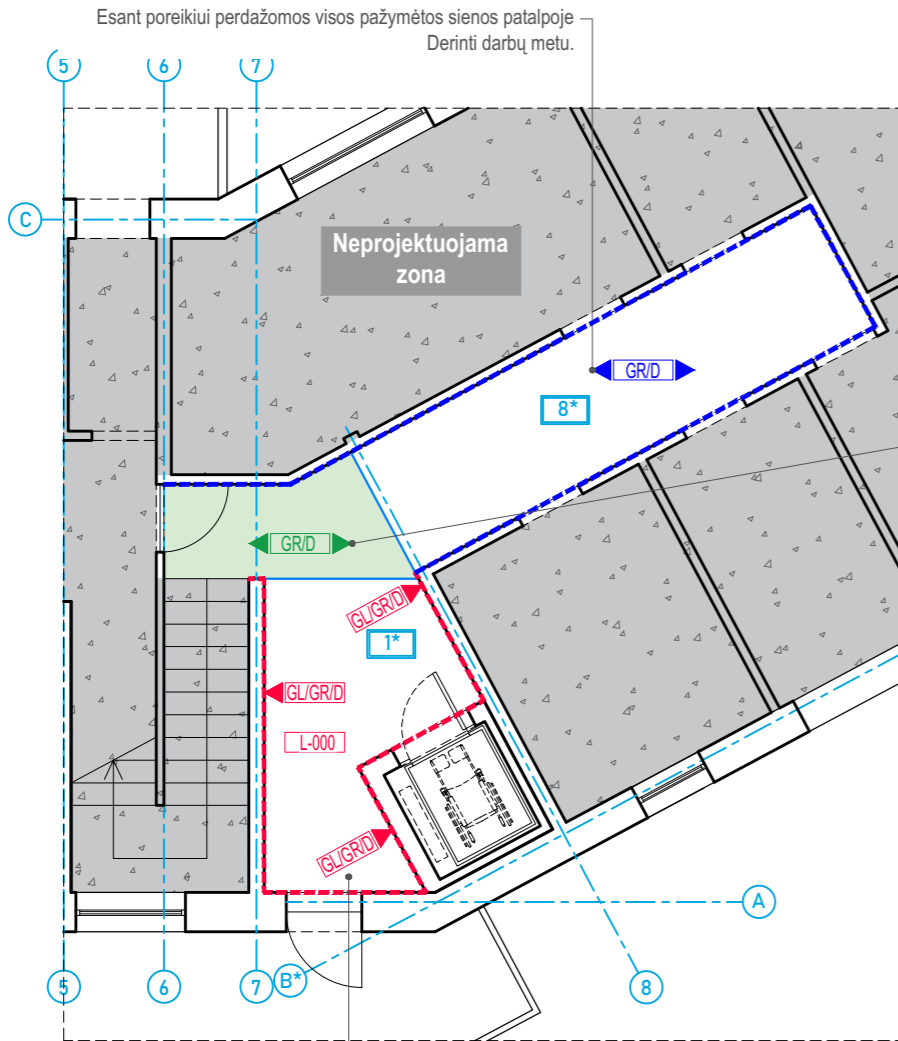 Esant poreikiui perdažomos visos pažymėtos sienos patalpoje
Derinti darbų metu.
5
6
7
C
Neprojektuojama
zona
GR/D
8*
GR/D
GL/GR/D
1*
GL/GR/D
L-000
GL/GR/D
A
5
6
7
B*
8